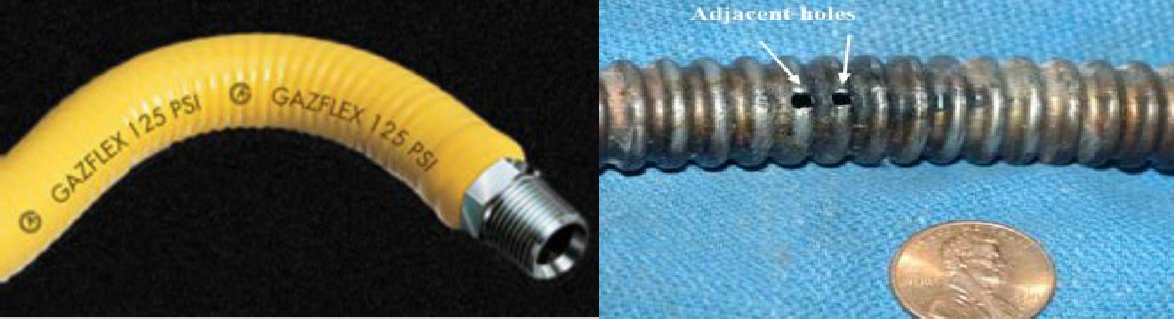 GAZFLEX 125 PSI
GAZFLEX 125 PSI
Adjacent holes